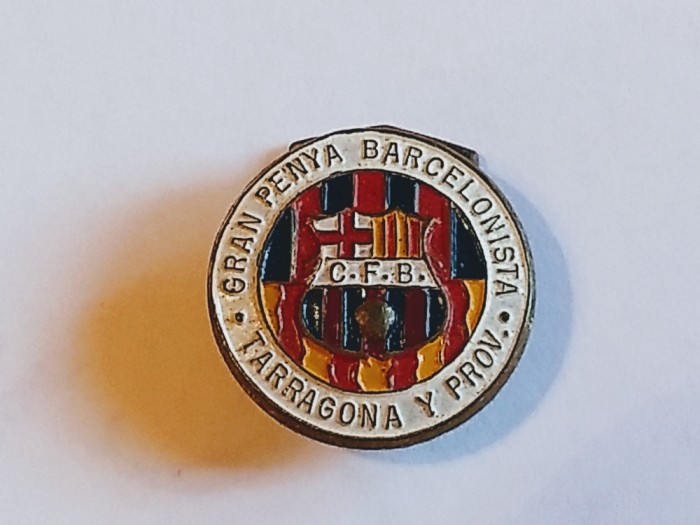 GRAN PENYA BARCELONISTA
C.F.B.
• TARRAGONA Y PROV. •